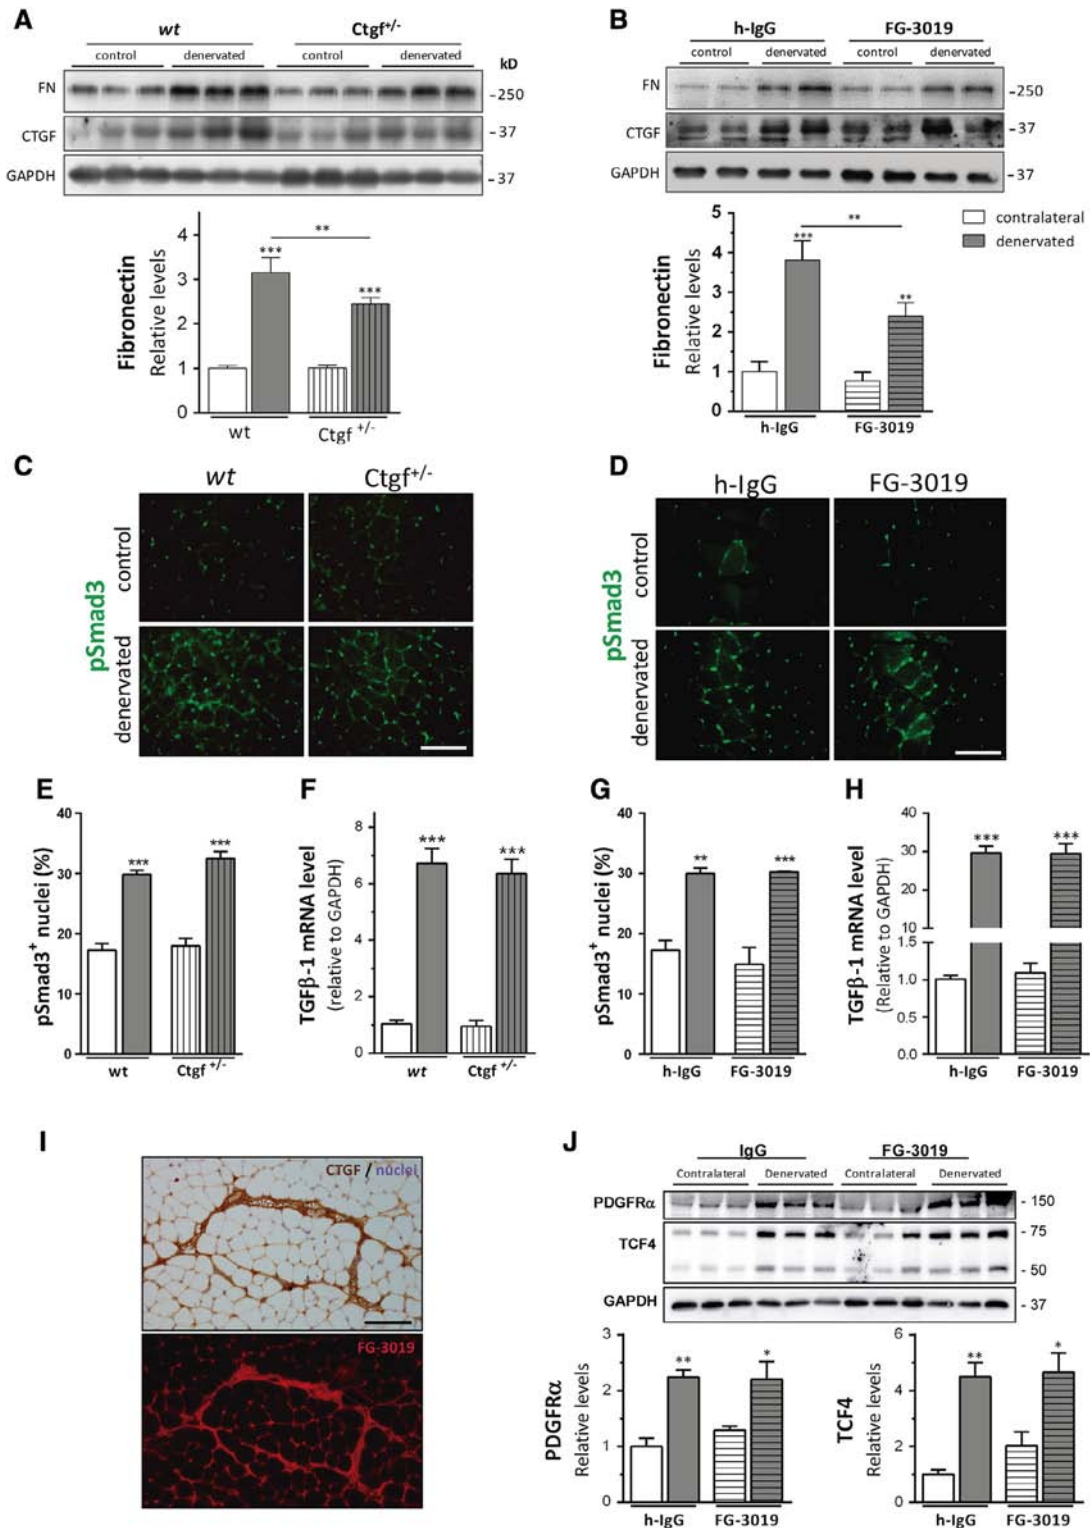 A
wt Ctgf+/-
control denervated control denervated kD
FN -250
CTGF - 37
GAPDH - 37
Fibronectin
Relative levels
4
3
2
1
0
***
**
***
wt Ctgf +/-
B
h-IgG FG-3019
control denervated control denervated
FN -250
CTGF - 37
GAPDH -37
contralateral
denervated
Fibronectin
Relative levels
5
4
3
2
1
0
***
**
**
h-IgG FG-3019
C
wt Ctgf+/-
pSmad3
control
denervated
D
h-IgG FG-3019
pSmad3
control
denervated
E
pSmad3+ nuclei (%)
40
30
20
10
0
*** ***
wt Ctgf +/-
F
TGFβ-1 mRNA level
(relative to GAPDH)
8
6
4
2
0
*** ***
wt Ctgf +/-
G
pSmad3+ nuclei (%)
40
30
20
10
0
** ***
h-IgG FG-3019
H
TGFβ-1 mRNA level
(Relative to GAPDH)
40
30
20
10
1.5
1.0
0.5
0.0
*** ***
h-IgG FG-3019
I
CTGF / nuclei
FG-3019
J
IgG FG-3019
Contralateral Denervated Contralateral Denervated
PDGFRα - 150
TCF4 - 75
- 50
GAPDH - 37
PDGFRα
Relative levels
3
2
1
0
** *
h-IgG FG-3019
TCF4
Relative levels
6
4
2
0
** *
h-IgG FG-3019